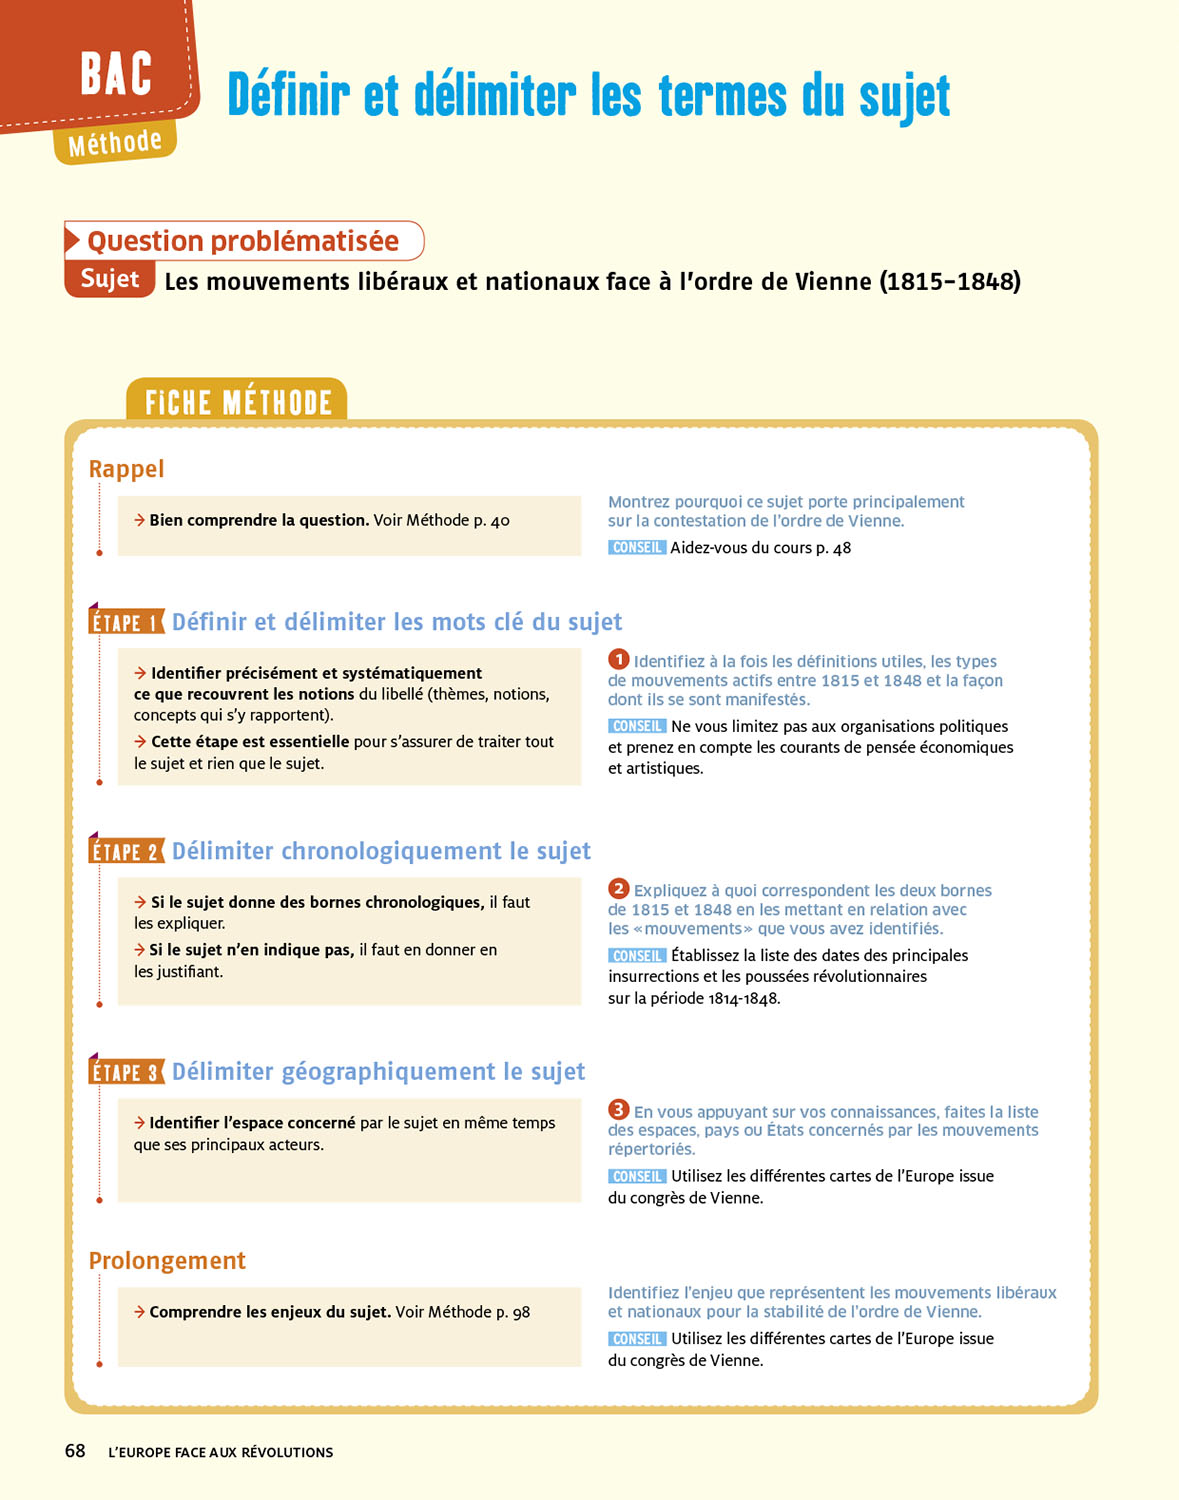 BAC
Méthode
Définir et délimiter les termes du sujet
Question problématisée
Sujet Les mouvements libéraux et nationaux face à l'ordre de Vienne (1815-1848)
FiCHE MÉTHODE
Rappel
→ Bien comprendre la question. Voir Méthode p. 40
Montrez pourquoi ce sujet porte principalement
sur la contestation de l'ordre de Vienne.
CONSEIL Aidez-vous du cours p. 48
ÉTAPE 1 Définir et délimiter les mots clé du sujet
→ Identifier précisément et systématiquement
ce que recouvrent les notions du libellé (thèmes, notions,
concepts qui s'y rapportent).
→ Cette étape est essentielle pour s'assurer de traiter tout
le sujet et rien que le sujet.
1 Identifiez à la fois les définitions utiles, les types
de mouvements actifs entre 1815 et 1848 et la façon
dont ils se sont manifestés.
CONSEIL Ne vous limitez pas aux organisations politiques
et prenez en compte les courants de pensée économiques
et artistiques.
ÉTAPE 2 Délimiter chronologiquement le sujet
→ Si le sujet donne des bornes chronologiques, il faut
les expliquer.
→ Si le sujet n'en indique pas, il faut en donner en
les justifiant.
2 Expliquez à quoi correspondent les deux bornes
de 1815 et 1848 en les mettant en relation avec
les «mouvements» que vous avez identifiés.
CONSEIL Établissez la liste des dates des principales
insurrections et les poussées révolutionnaires
sur la période 1814-1848.
ÉTAPE 3 Délimiter géographiquement le sujet
→ Identifier l'espace concerné par le sujet en même temps
que ses principaux acteurs.
3 En vous appuyant sur vos connaissances, faites la liste
des espaces, pays ou États concernés par les mouvements
répertoriés.
CONSEIL Utilisez les différentes cartes de l'Europe issue
du congrès de Vienne.
Prolongement
→ Comprendre les enjeux du sujet. Voir Méthode p. 98
Identifiez l'enjeu que représentent les mouvements libéraux
et nationaux pour la stabilité de l'ordre de Vienne.
CONSEIL Utilisez les différentes cartes de l'Europe issue
du congrès de Vienne.
68 L'EUROPE FACE AUX RÉVOLUTIONS